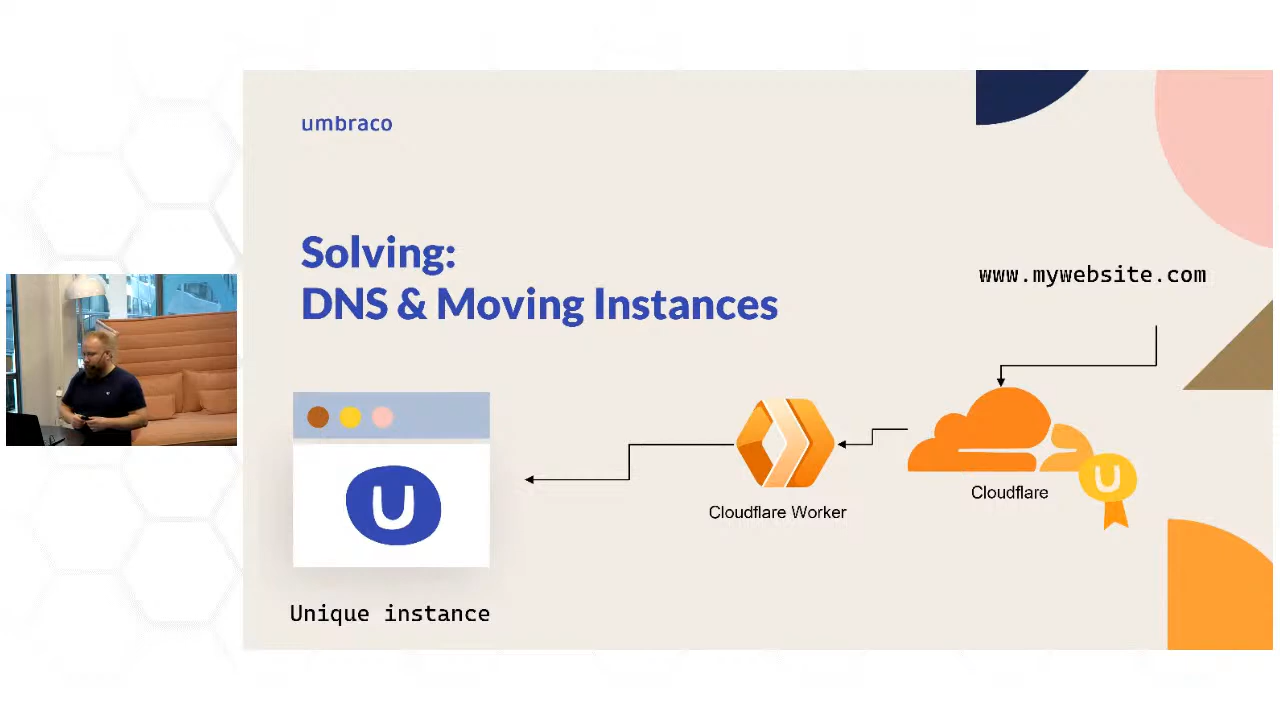 umbraco
Solving:
DNS & Moving Instances
www.mywebsite.com
U
U
Cloudflare Worker
Cloudflare
Unique instance